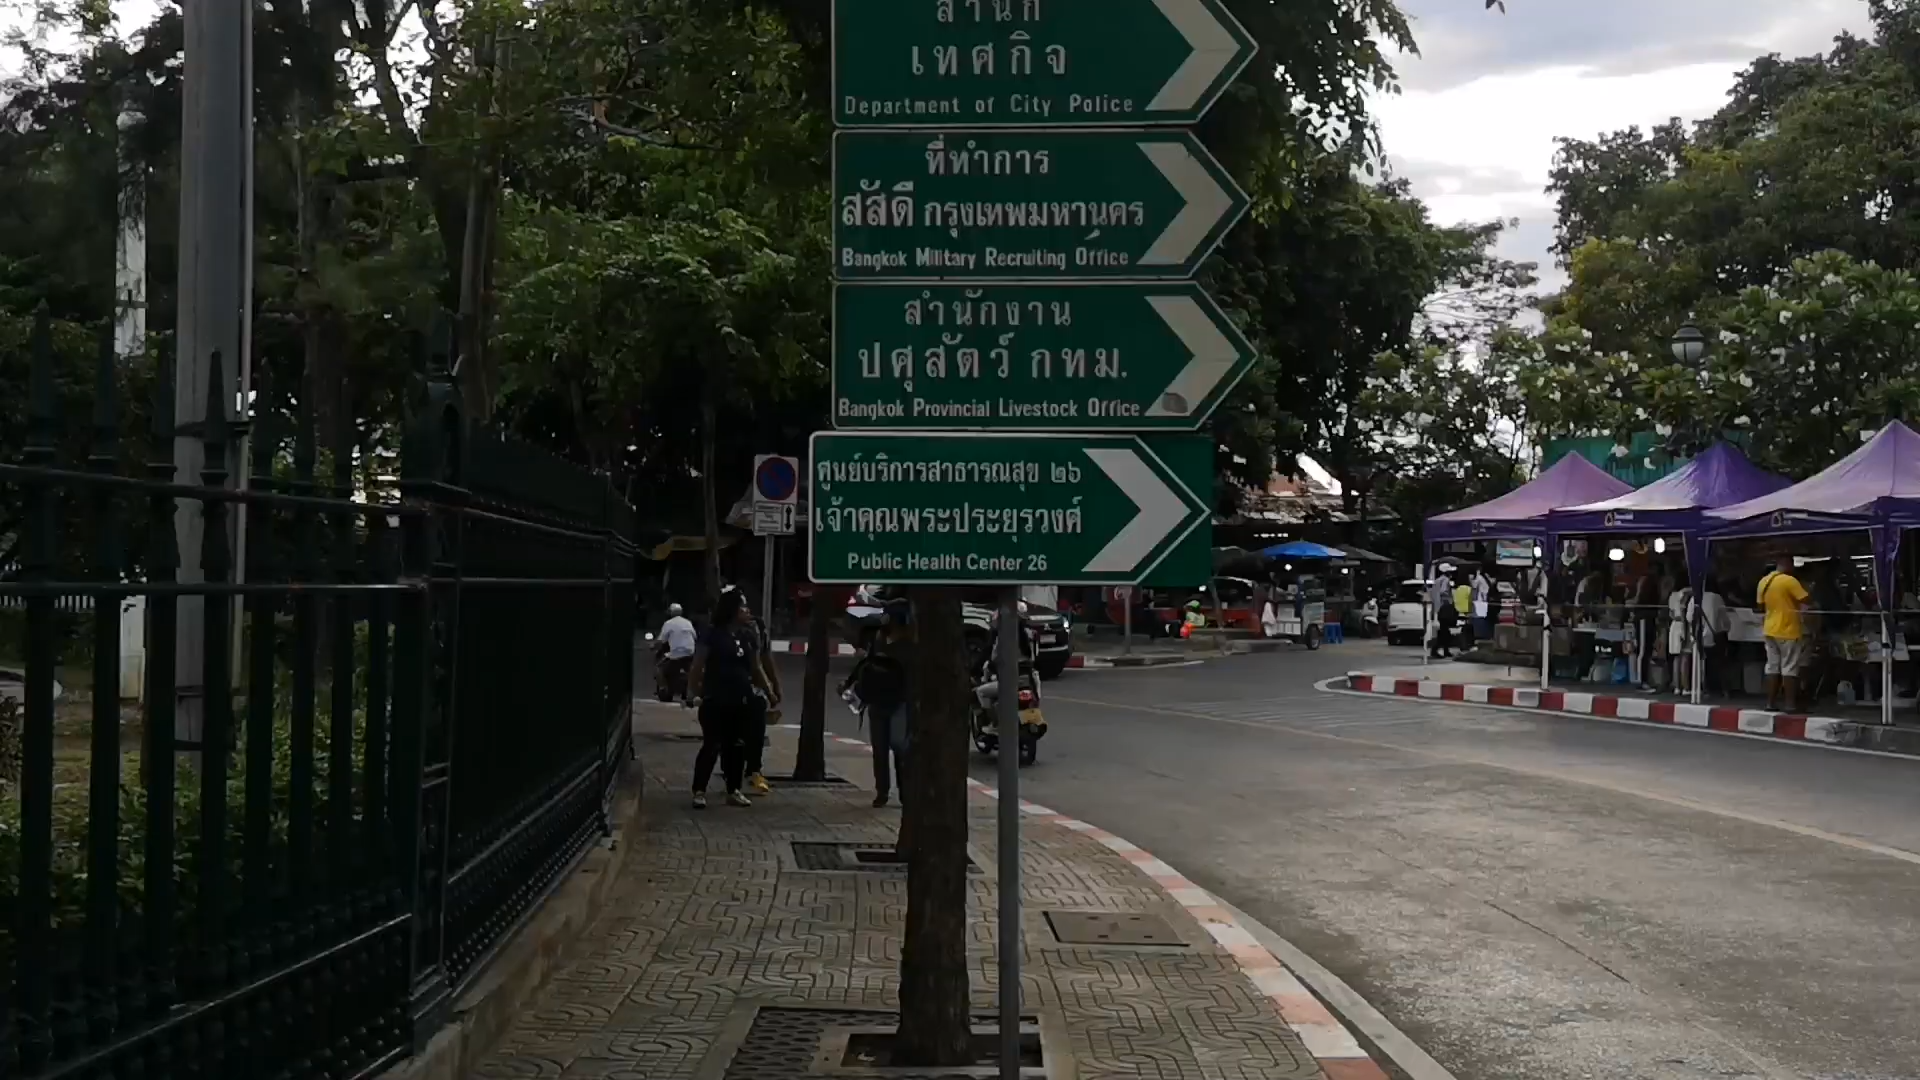 สำนัก
เทศกิจ
Department of City Police
ที่ทำการ
สัสดี กรุงเทพมหานคร
Bangkok Military Recruiting Office
สำนักงาน
ปศุสัตว์ กทม.
Bangkok Provincial Livestock Office
ศูนย์บริการสาธารณสุข ๒๖
เจ้าคุณพระประยุรวงศ์
Public Health Center 26